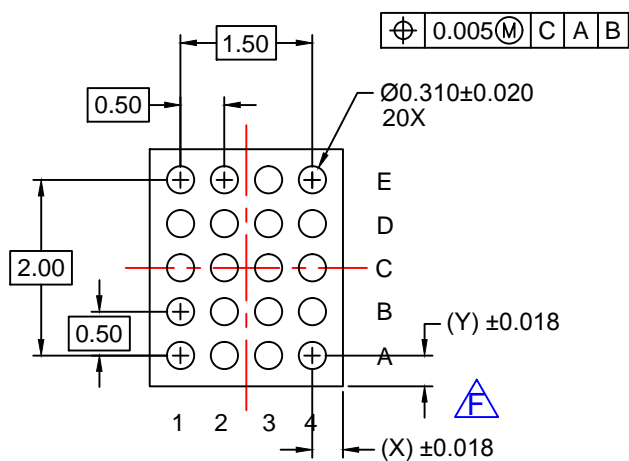 1.50
⌖ 0.005Ⓜ C A B
0.50
Ø0.310±0.020
20X
E
D
2.00
C
B
0.50
(Y) ±0.018
A
F
1 2 3 4
(X) ±0.018